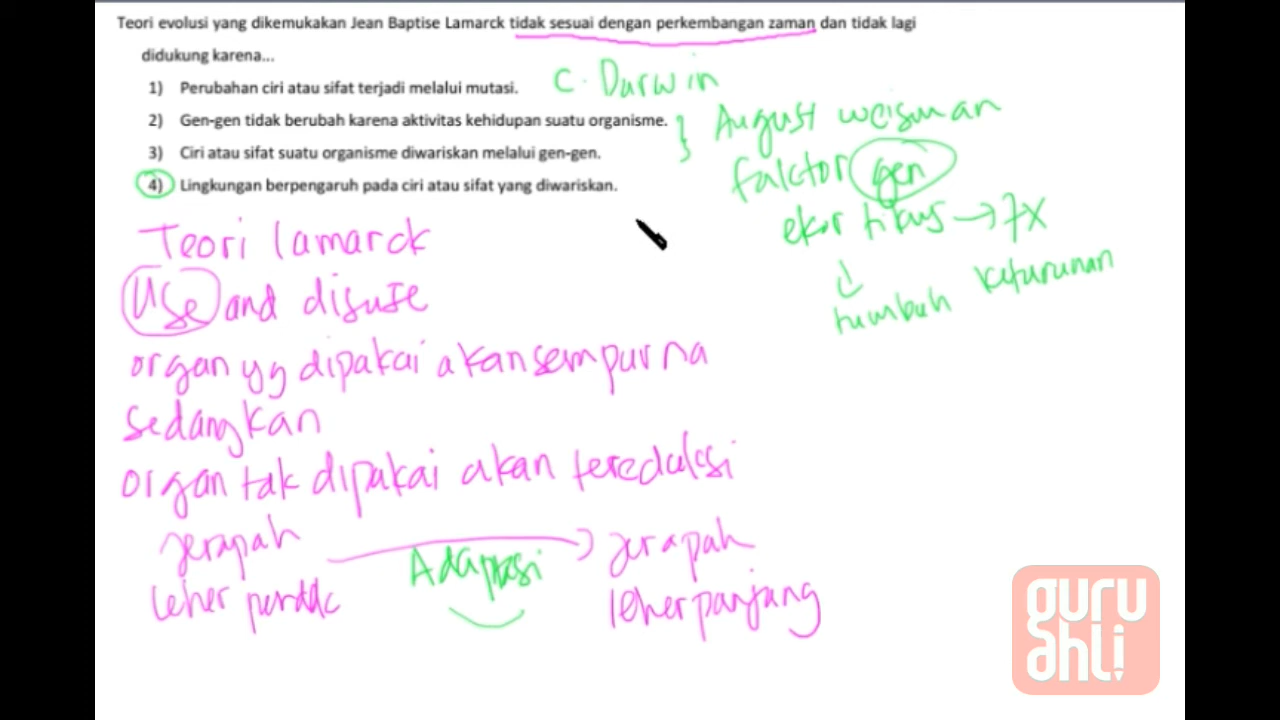 Teori evolusi yang dikemukakan Jean Baptise Lamarck tidak sesuai dengan perkembangan zaman dan tidak lagi
didukung karena...
1) Perubahan ciri atau sifat terjadi melalui mutasi.
C. Darwin
2) Gen-gen tidak berubah karena aktivitas kehidupan suatu organisme.
August weisman
3) Ciri atau sifat suatu organisme diwariskan melalui gen-gen.
faktor gen
4) Lingkungan berpengaruh pada ciri atau sifat yang diwariskan.
ekor tikus → 7x
keturunan
tumbuh
Teori lamarck
Use and disuse
organ yg dipakai akan sempurna
sedangkan
organ tak dipakai akan tereduksi
jerapah
leher pendek
Adaptasi
jerapah
leher panjang
guru
ahli